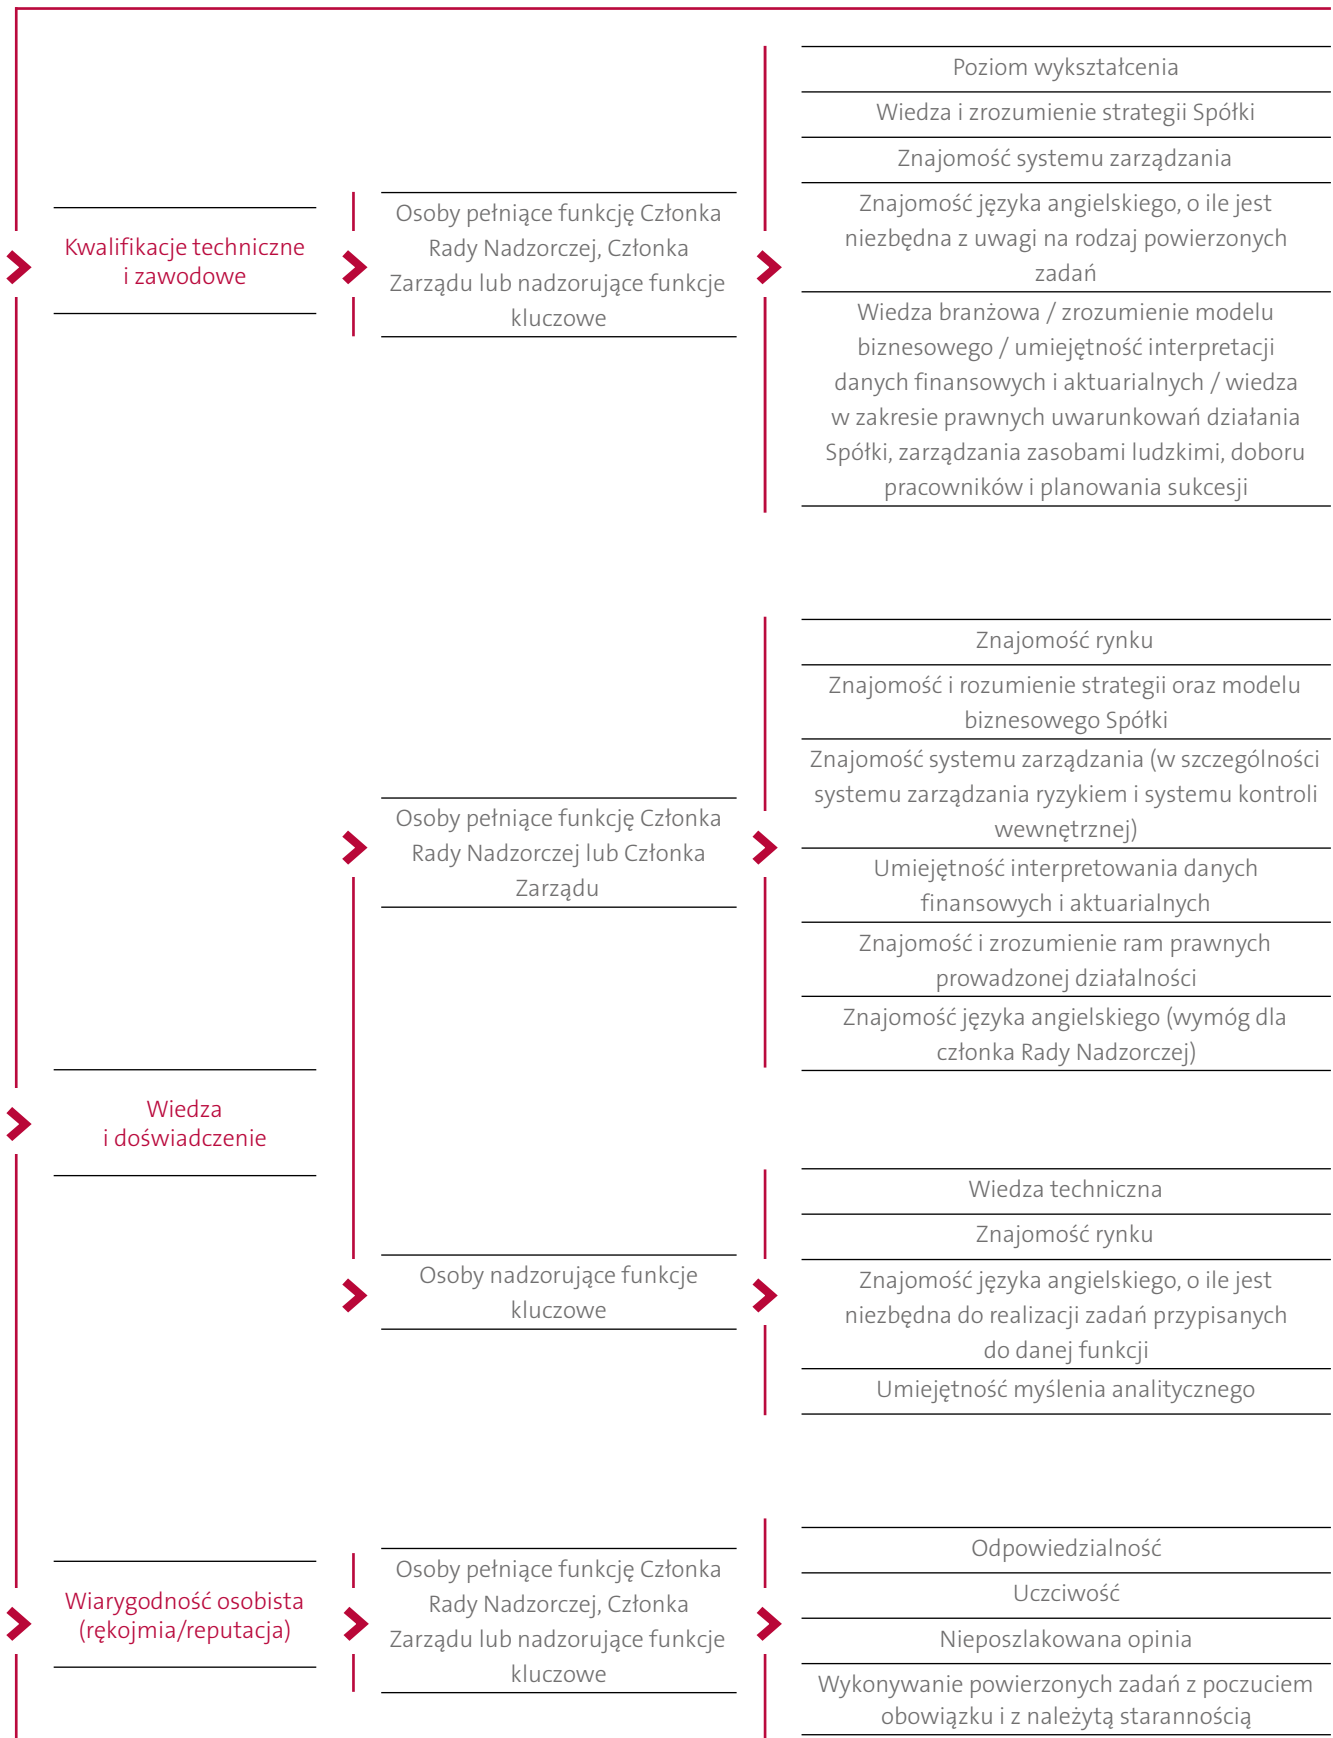 Kwalifikacje techniczne
i zawodowe
Osoby pełniące funkcję Członka
Rady Nadzorczej, Członka
Zarządu lub nadzorujące funkcje
kluczowe
Poziom wykształcenia
Wiedza i zrozumienie strategii Spółki
Znajomość systemu zarządzania
Znajomość języka angielskiego, o ile jest
niezbędna z uwagi na rodzaj powierzonych
zadań
Wiedza branżowa / zrozumienie modelu
biznesowego / umiejętność interpretacji
danych finansowych i aktuarialnych / wiedza
w zakresie prawnych uwarunkowań działania
Spółki, zarządzania zasobami ludzkimi, doboru
pracowników i planowania sukcesji
Wiedza
i doświadczenie
Osoby pełniące funkcję Członka
Rady Nadzorczej lub Członka
Zarządu
Znajomość rynku
Znajomość i rozumienie strategii oraz modelu
biznesowego Spółki
Znajomość systemu zarządzania (w szczególności
systemu zarządzania ryzykiem i systemu kontroli
wewnętrznej)
Umiejętność interpretowania danych
finansowych i aktuarialnych
Znajomość i zrozumienie ram prawnych
prowadzonej działalności
Znajomość języka angielskiego (wymóg dla
członka Rady Nadzorczej)
Osoby nadzorujące funkcje
kluczowe
Wiedza techniczna
Znajomość rynku
Znajomość języka angielskiego, o ile jest
niezbędna do realizacji zadań przypisanych
do danej funkcji
Umiejętność myślenia analitycznego
Wiarygodność osobista
(rękojmia/reputacja)
Osoby pełniące funkcję Członka
Rady Nadzorczej, Członka
Zarządu lub nadzorujące funkcje
kluczowe
Odpowiedzialność
Uczciwość
Nieposzlakowana opinia
Wykonywanie powierzonych zadań z poczuciem
obowiązku i z należytą starannością